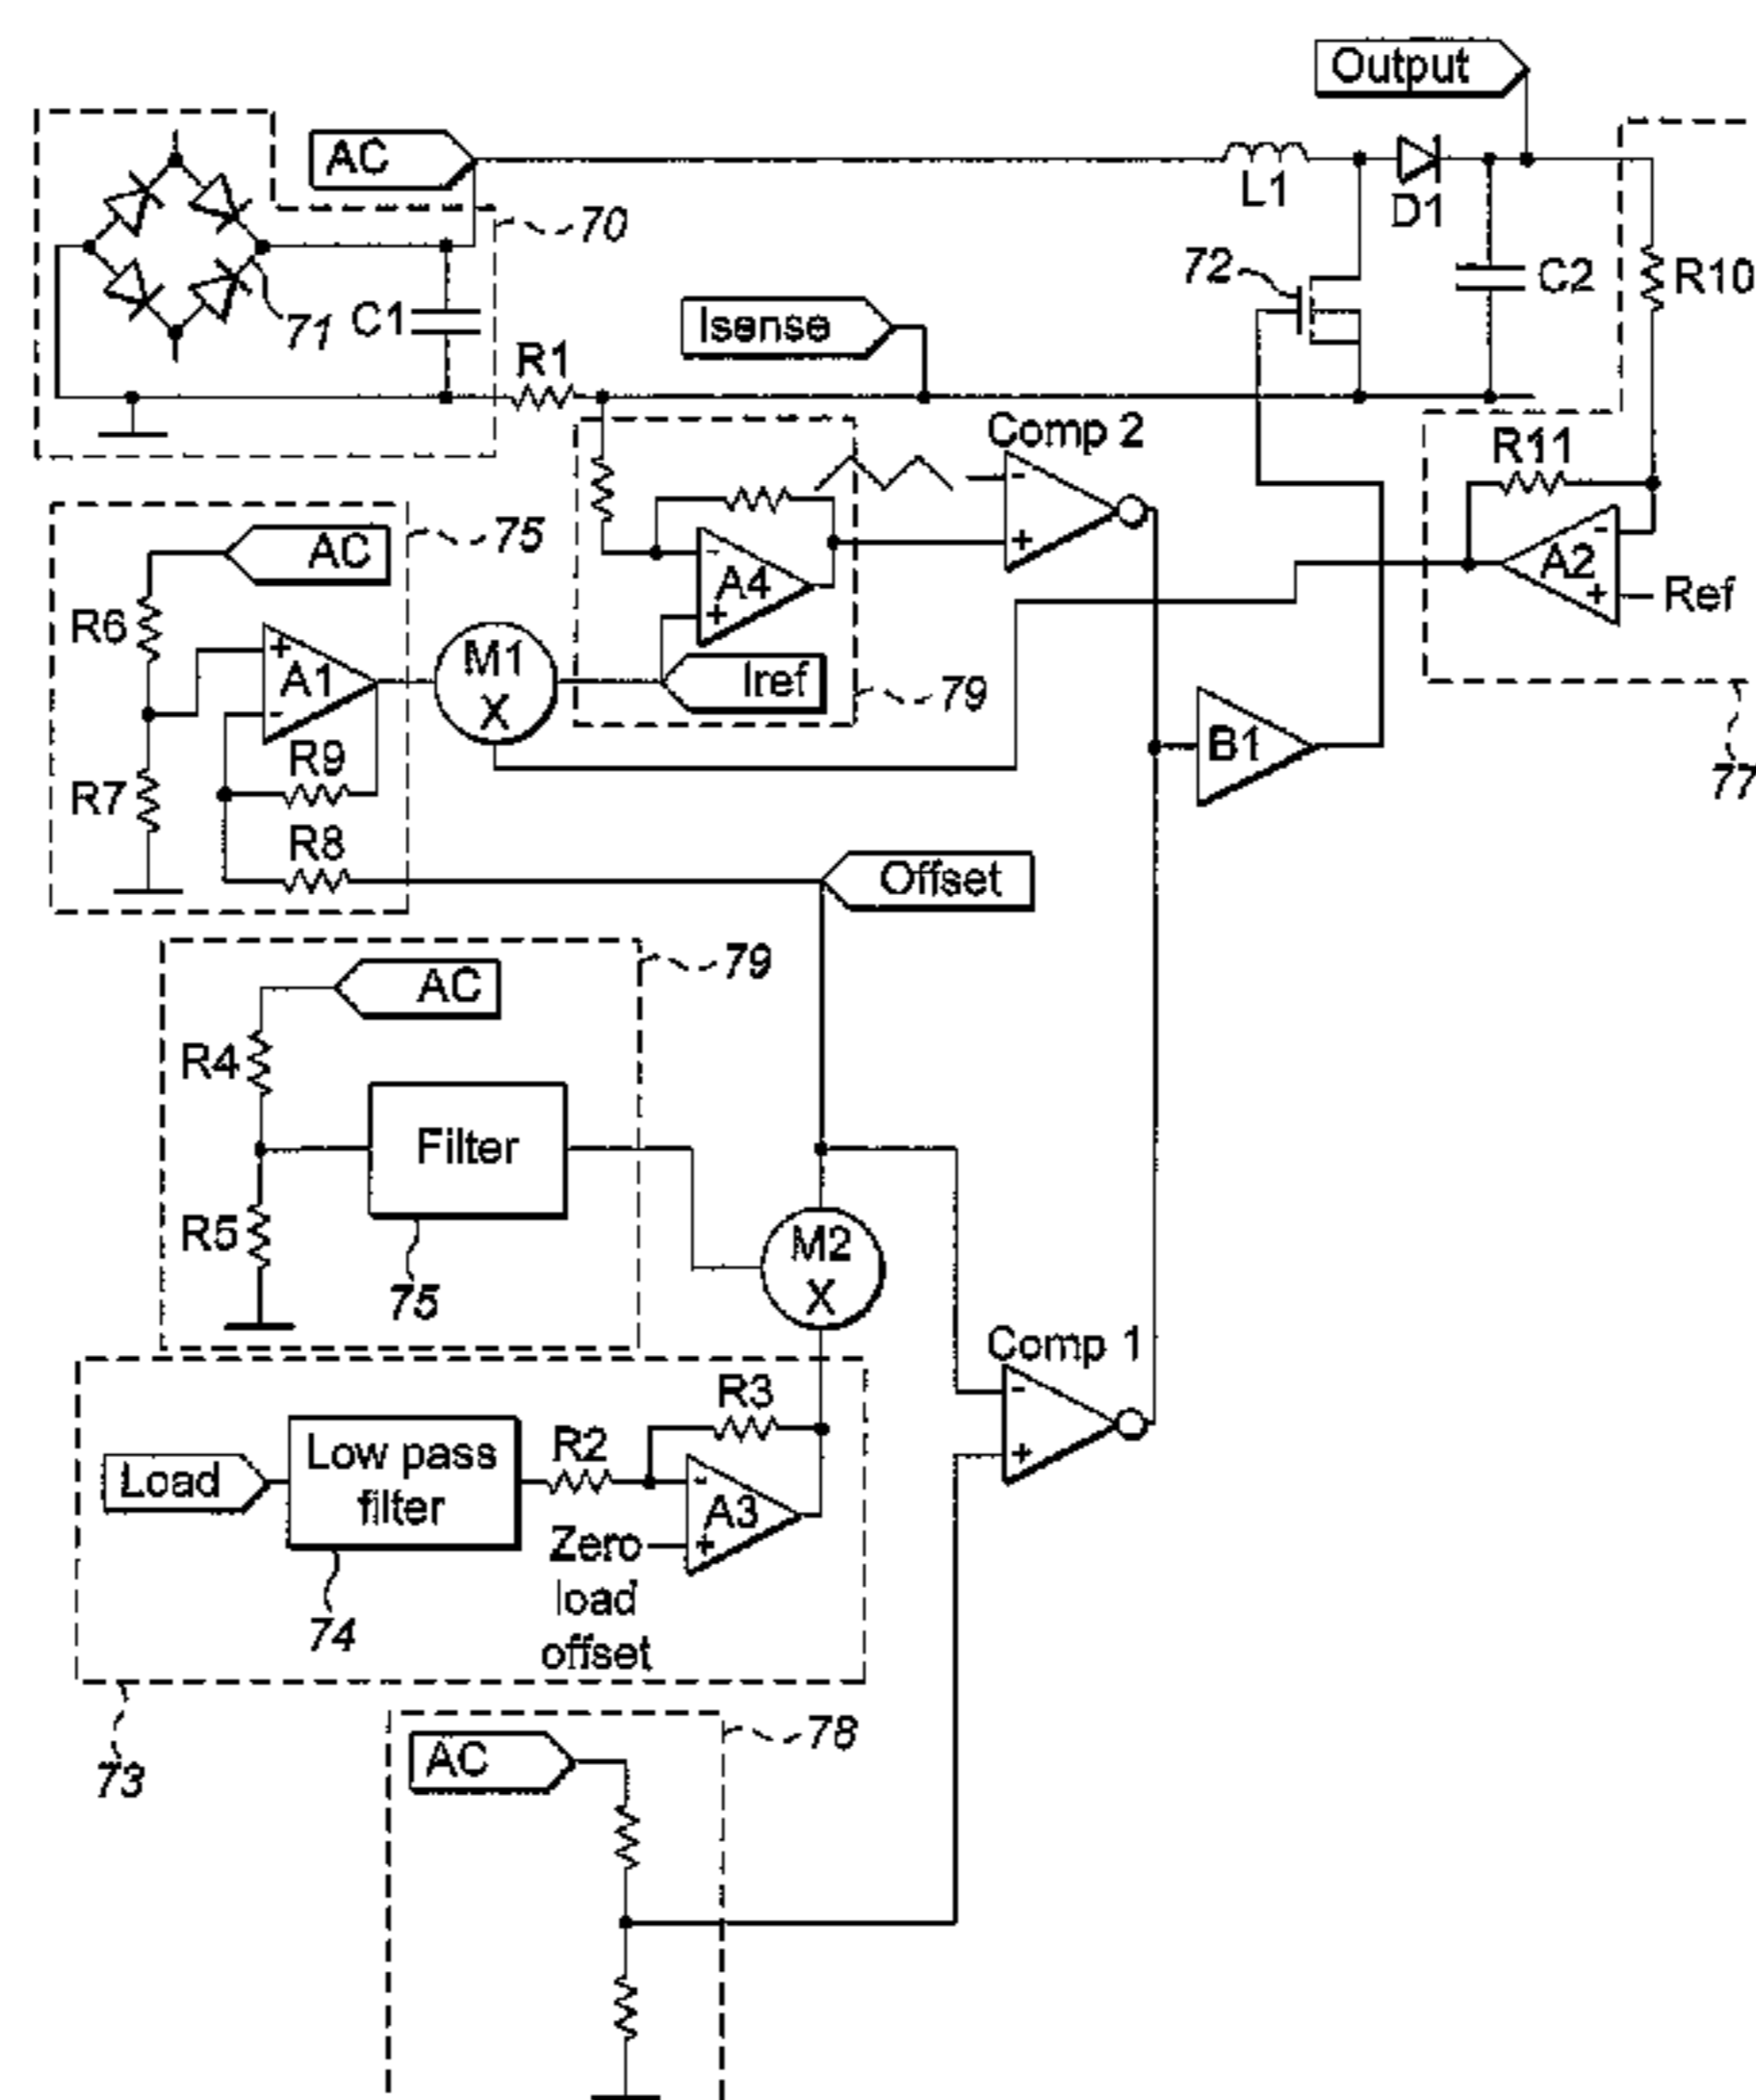 Output
AC
L1
D1
70
72
C2
R10
71
C1
Isense
R1
Comp 2
-
+
R11
75
AC
R6
A1
+
-
M1
X
A4
-
+
Iref
79
A2
-
+
Ref
R7
R9
R8
B1
77
Offset
79
AC
R4
Filter
R5
75
M2
X
Comp 1
-
+
R3
Load
Low pass
filter
R2
A3
-
+
Zero
load
offset
74
73
78
AC